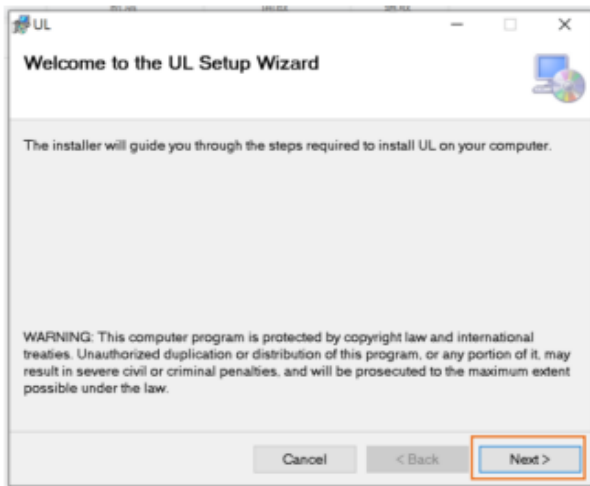 UL
Welcome to the UL Setup Wizard
The installer will guide you through the steps required to install UL on your computer.
WARNING: This computer program is protected by copyright law and international
treaties. Unauthorized duplication or distribution of this program, or any portion of it, may
result in severe civil or criminal penalties, and will be prosecuted to the maximum extent
possible under the law.
Cancel
< Back
Next >